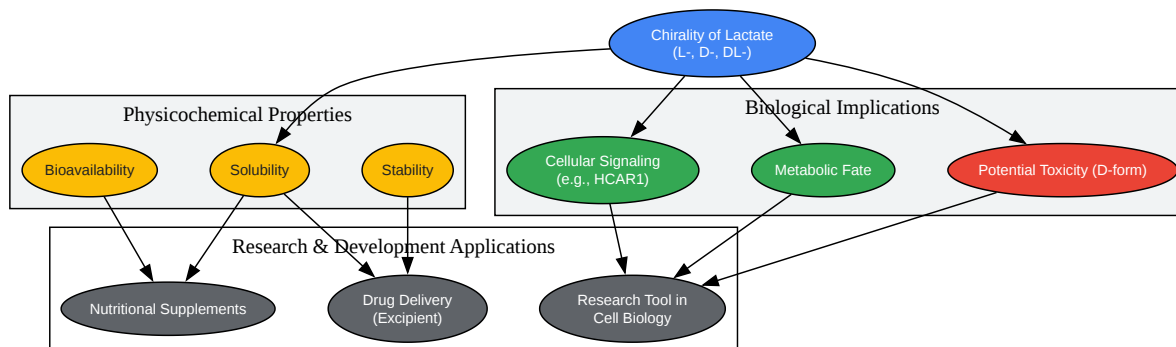 Chirality of Lactate
(L-, D-, DL-)
Physicochemical Properties
Biological Implications
Bioavailability
Solubility
Stability
Cellular Signaling
(e.g., HCAR1)
Metabolic Fate
Potential Toxicity (D-form)
Research & Development Applications
Nutritional Supplements
Drug Delivery
(Excipient)
Research Tool in
Cell Biology